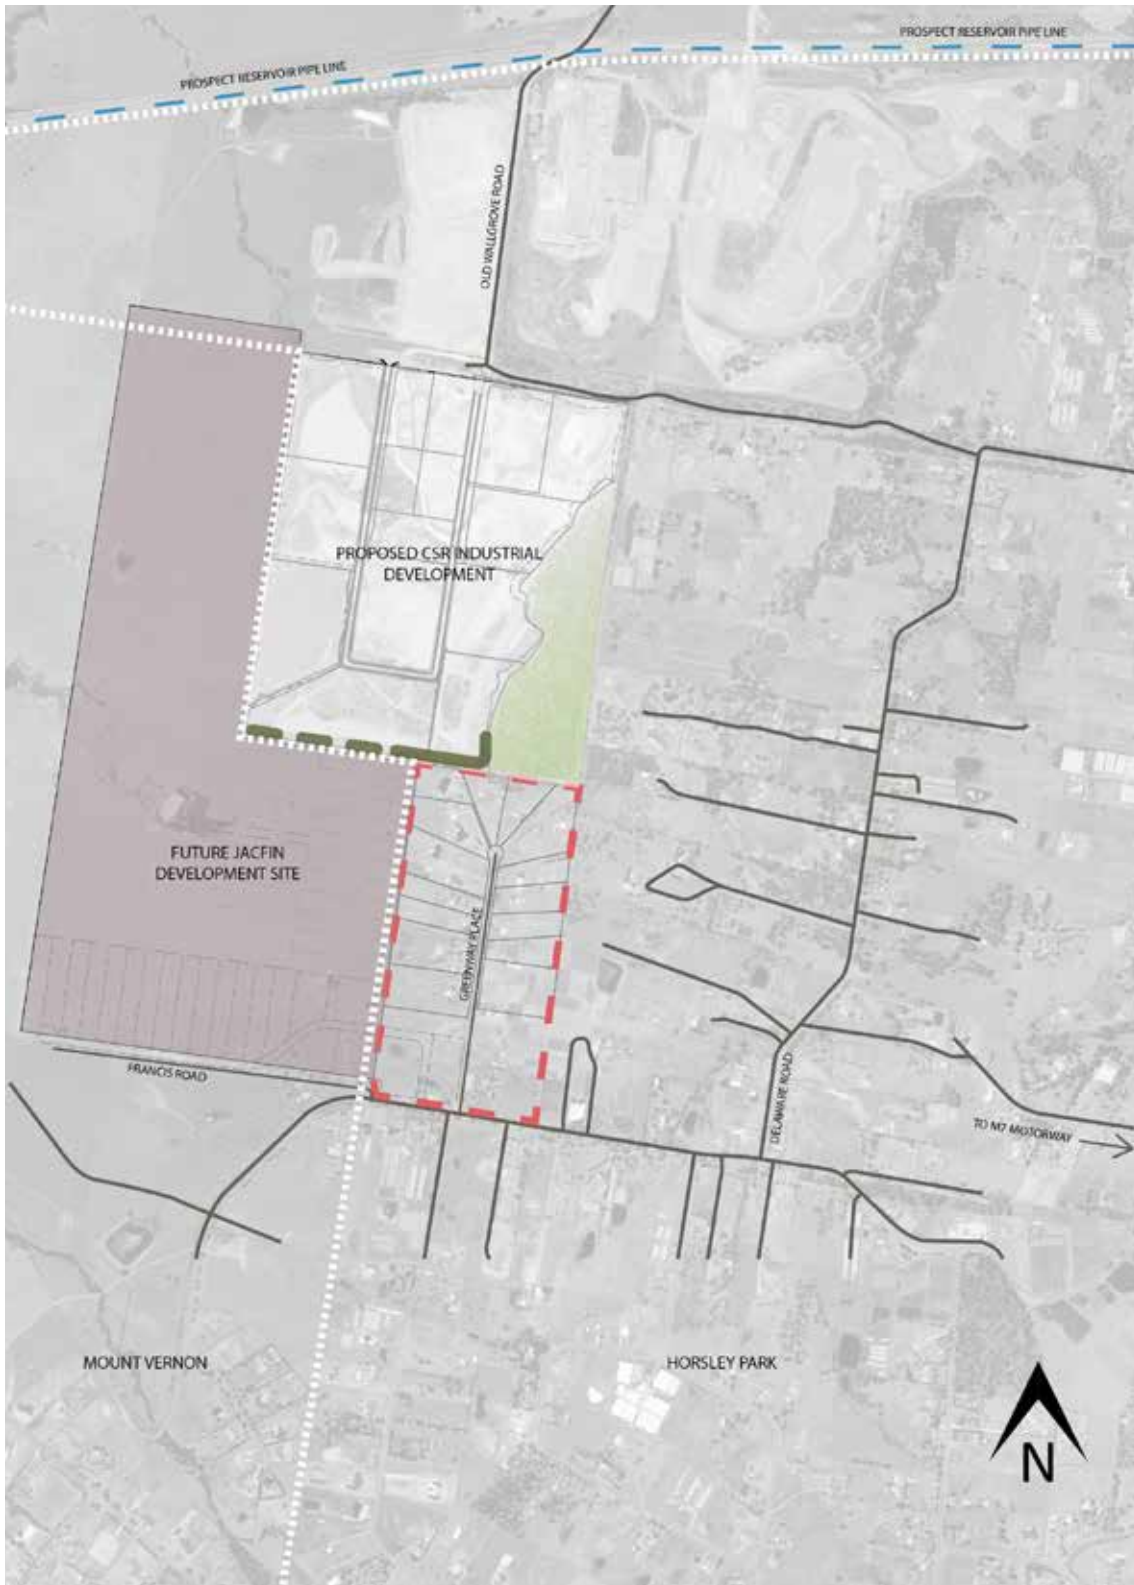 PROSPECT RESERVOIR PIPE LINE
PROSPECT RESERVOIR PIPE LINE
OLD WALLGROVE ROAD
PROPOSED CSR INDUSTRIAL
DEVELOPMENT
FUTURE JACFIN
DEVELOPMENT SITE
GREENWAY PLACE
FRANCIS ROAD
DELAWARE ROAD
TO M7 MOTORWAY
MOUNT VERNON
HORSLEY PARK
N